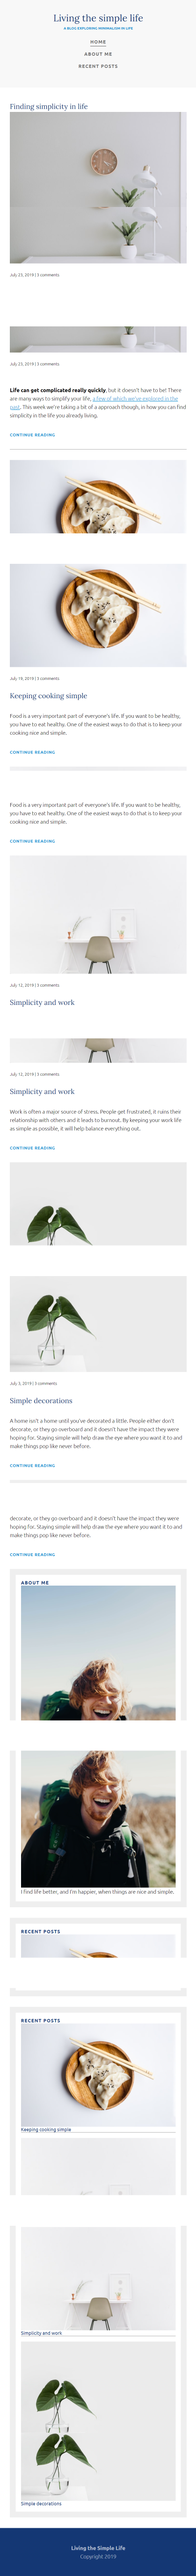 Living the simple life
A BLOG EXPLORING MINIMALISM IN LIFE
HOME
ABOUT ME
RECENT POSTS
Finding simplicity in life
July 23, 2019 | 3 comments
July 23, 2019 | 3 comments
Life can get complicated really quickly, but it doesn't have to be! There
are many ways to simplify your life, a few of which we've explored in the
past. This week we're taking a bit of a approach though, in how you can find
simplicity in the life you already living.
CONTINUE READING
July 19, 2019 | 3 comments
Keeping cooking simple
Food is a very important part of everyone's life. If you want to be healthy,
you have to eat healthy. One of the easiest ways to do that is to keep your
cooking nice and simple.
CONTINUE READING
Food is a very important part of everyone's life. If you want to be healthy,
you have to eat healthy. One of the easiest ways to do that is to keep your
cooking nice and simple.
CONTINUE READING
July 12, 2019 | 3 comments
Simplicity and work
July 12, 2019 | 3 comments
Simplicity and work
Work is often a major source of stress. People get frustrated, it ruins their
relationship with others and it leads to burnout. By keeping your work life
as simple as possible, it will help balance everything out.
CONTINUE READING
July 3, 2019 | 3 comments
Simple decorations
A home isn't a home until you've decorated a little. People either don't
decorate, or they go overboard and it doesn't have the impact they were
hoping for. Staying simple will help draw the eye where you want it to and
make things pop like never before.
CONTINUE READING
decorate, or they go overboard and it doesn't have the impact they were
hoping for. Staying simple will help draw the eye where you want it to and
make things pop like never before.
CONTINUE READING
ABOUT ME
I find life better, and I'm happier, when things are nice and simple.
RECENT POSTS
RECENT POSTS
Keeping cooking simple
Simplicity and work
Simple decorations
Living the Simple Life
Copyright 2019